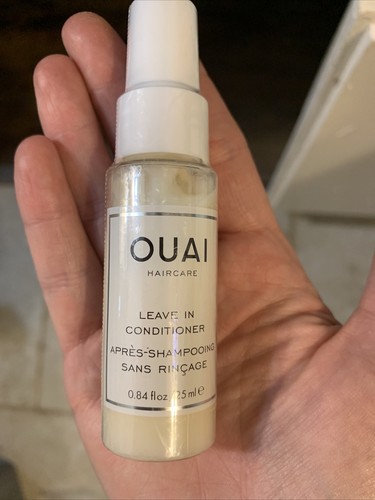 OUAI
HAIRCARE
LEAVE IN
CONDITIONER
APRÈS-SHAMPOOING
SANS RINÇAGE
0.84 fl oz / 25 ml ℮